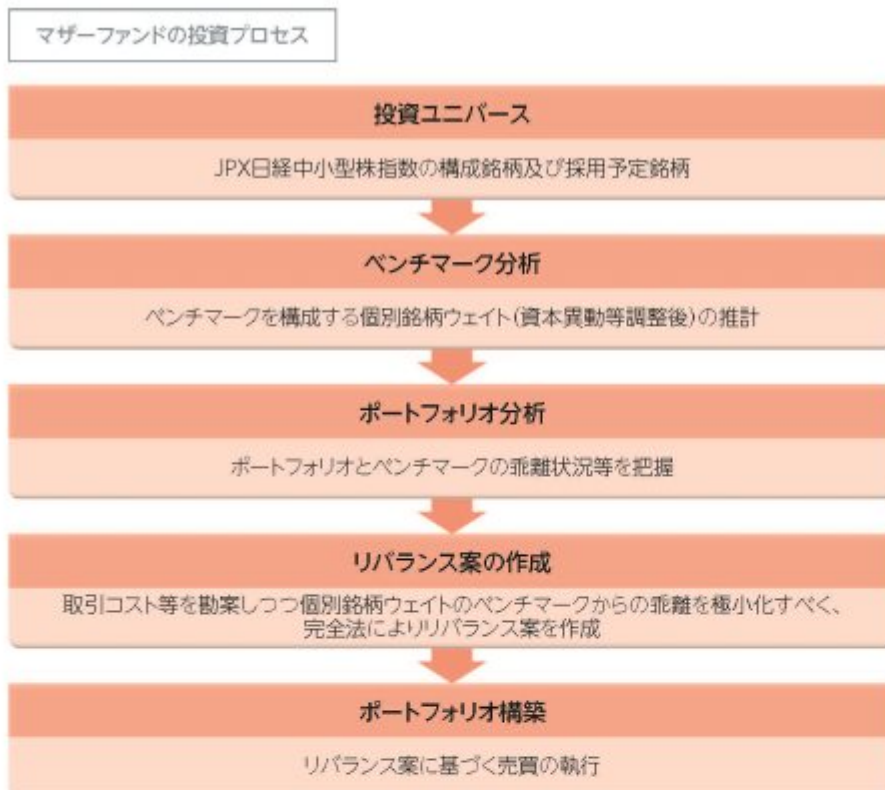 マザーファンドの投資プロセス
投資ユニバース
JPX日経中小型株指数の構成銘柄及び採用予定銘柄
ベンチマーク分析
ベンチマークを構成する個別銘柄ウェイト(資本異動等調整後)の推計
ポートフォリオ分析
ポートフォリオとベンチマークの乖離状況等を把握
リバランス案の作成
取引コスト等を勘案しつつ個別銘柄ウェイトのベンチマークからの乖離を極小化すべく、
完全法によりリバランス案を作成
ポートフォリオ構築
リバランス案に基づく売買の執行